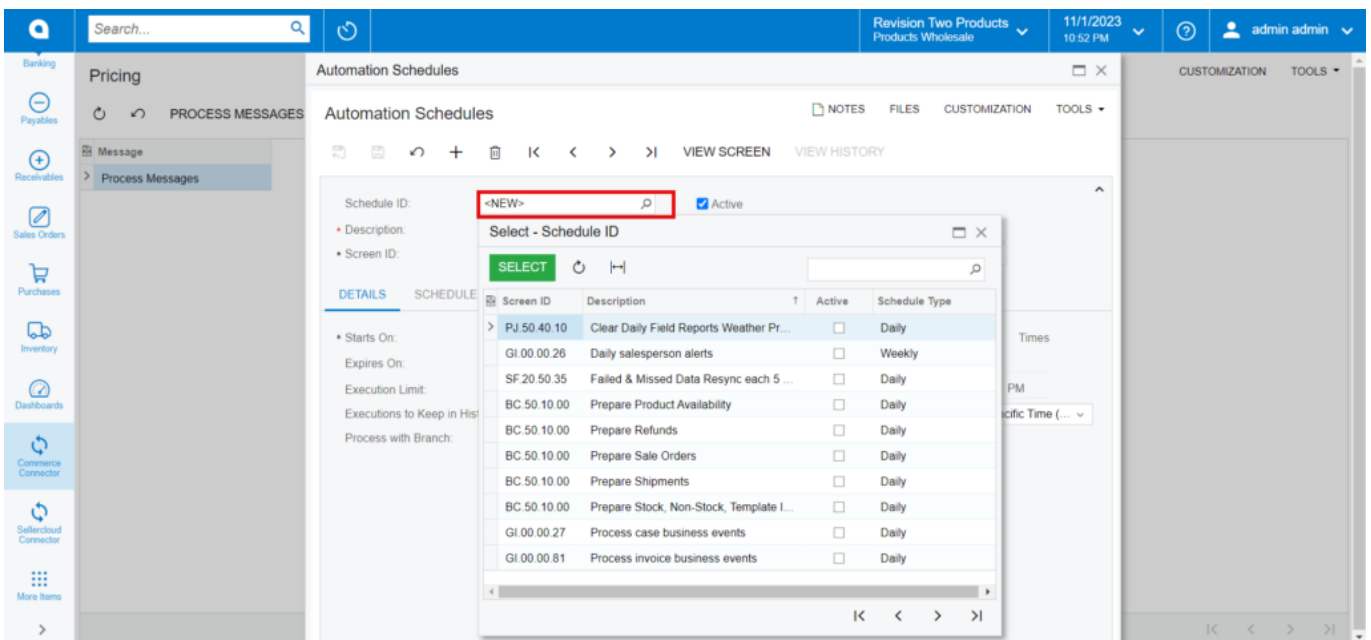 Search...
Revision Two Products
Products Wholesale
11/1/2023
10:52 PM
admin admin
Banking
Payables
Receivables
Sales Orders
Purchases
Inventory
Dashboards
Commerce
Connector
Sellercloud
Connector
More Items
Pricing
CUSTOMIZATION TOOLS
PROCESS MESSAGES
Message
Process Messages
Automation Schedules
Automation Schedules
NOTES FILES CUSTOMIZATION TOOLS
VIEW SCREEN VIEW HISTORY
Schedule ID: <NEW> Active
* Description:
* Screen ID:
DETAILS SCHEDULE
* Starts On: Times
Expires On:
Execution Limit: PM
Executions to Keep in Hist cific Time (...
Process with Branch:
Select - Schedule ID
SELECT
Screen ID Description Active Schedule Type
PJ.50.40.10 Clear Daily Field Reports Weather Pr... Daily
GI.00.00.26 Daily salesperson alerts Weekly
SF.20.50.35 Failed & Missed Data Resync each 5 ... Daily
BC.50.10.00 Prepare Product Availability Daily
BC.50.10.00 Prepare Refunds Daily
BC.50.10.00 Prepare Sale Orders Daily
BC.50.10.00 Prepare Shipments Daily
BC.50.10.00 Prepare Stock, Non-Stock, Template I... Daily
GI.00.00.27 Process case business events Daily
GI.00.00.81 Process invoice business events Daily